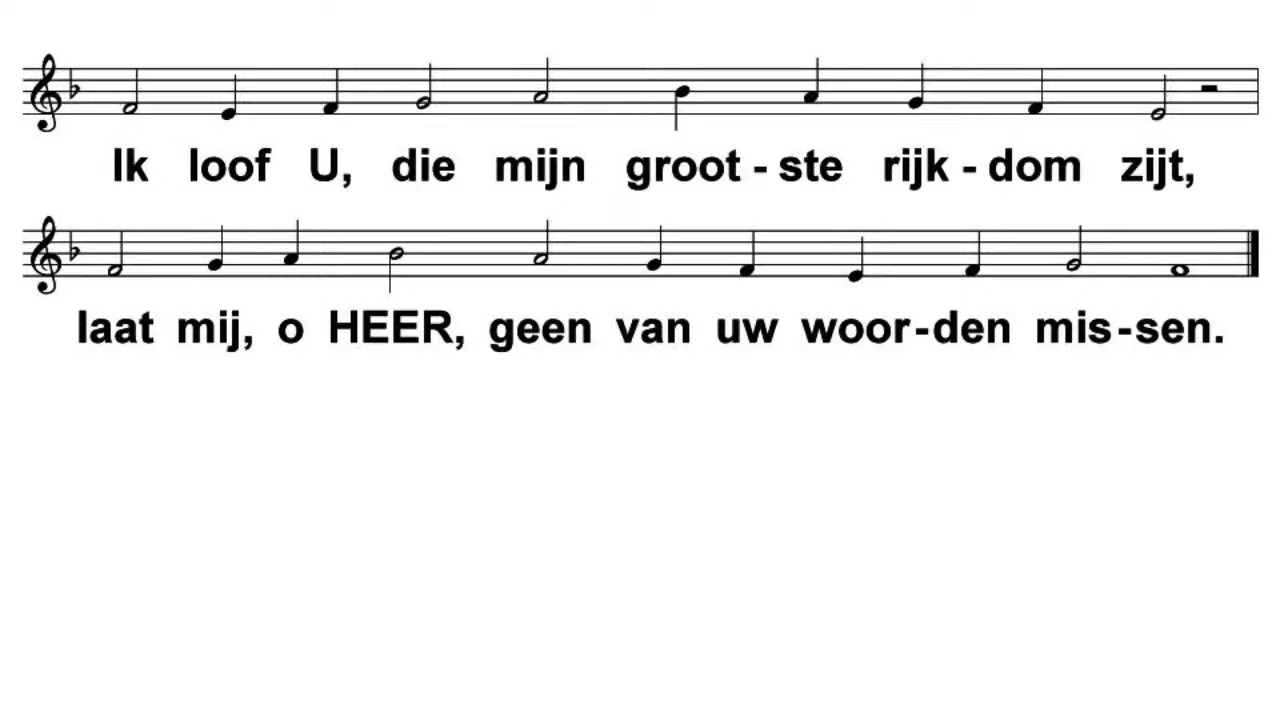 Ik loof U, die mijn groot - ste rijk - dom zijt,
laat mij, o HEER, geen van uw woor-den mis-sen.